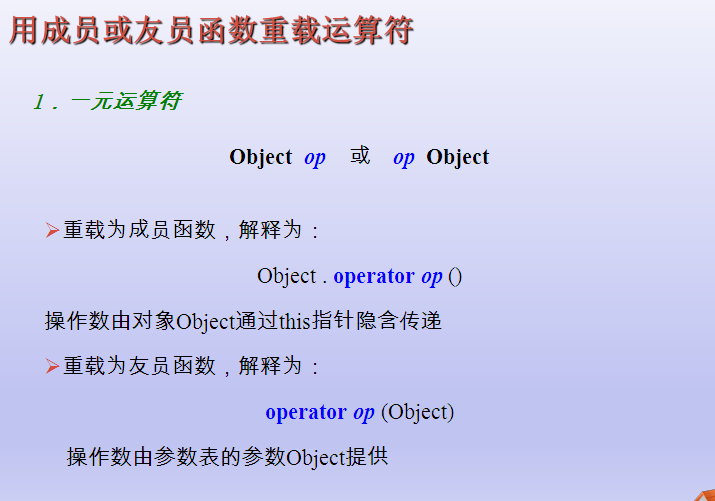 用成员或友员函数重载运算符
1．一元运算符
Object op 或 op Object
➢重载为成员函数，解释为：
Object . operator op ()
操作数由对象Object通过this指针隐含传递
➢重载为友员函数，解释为：
operator op (Object)
操作数由参数表的参数Object提供